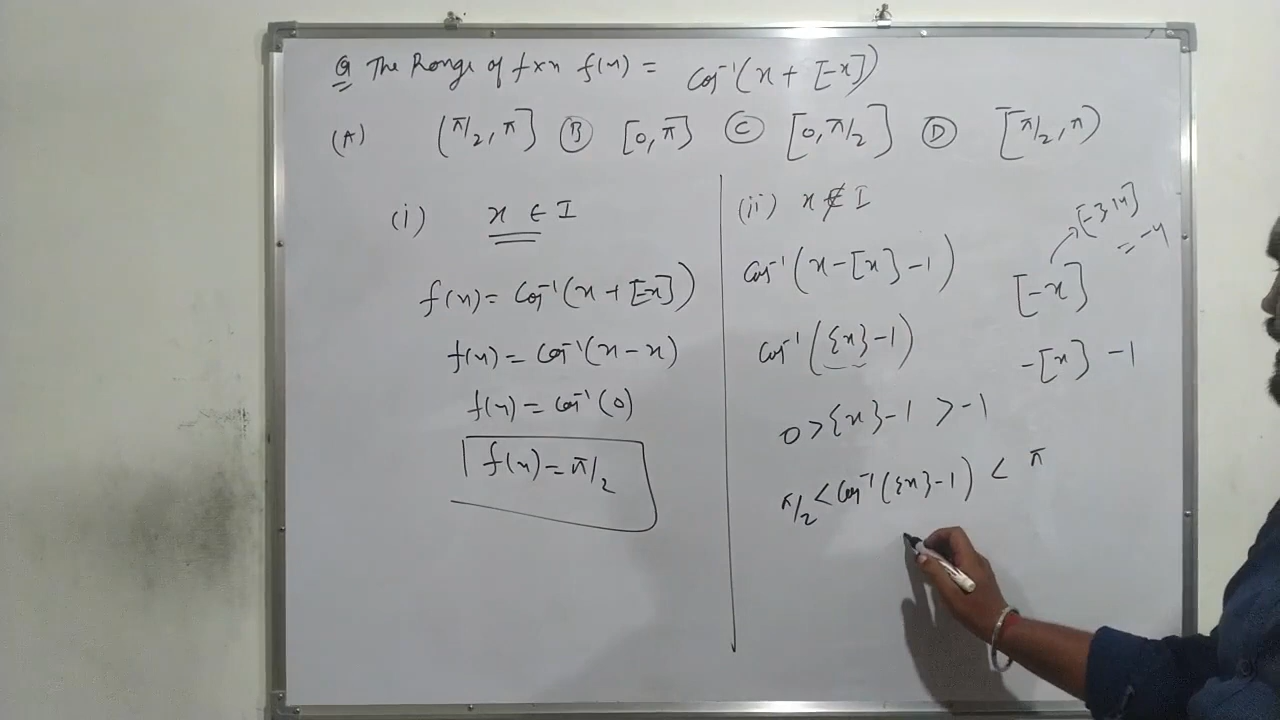 Q The Range of fxn f(x) = Cos⁻¹(x + [-x])
(A) (π/2, π] (B) [0, π] (C) [0, π/2] (D) [π/2, π)
(i) x ∈ I
f(x) = Cos⁻¹(x + [-x])
f(x) = Cos⁻¹(x - x)
f(x) = Cos⁻¹(0)
f(x) = π/2
(ii) x ∉ I
Cos⁻¹(x - [x] - 1)
Cos⁻¹({x} - 1)
0 > {x} - 1 > -1
π/2 < Cos⁻¹({x} - 1) < π
[-3.14]
= -4
[-x]
-[x] - 1